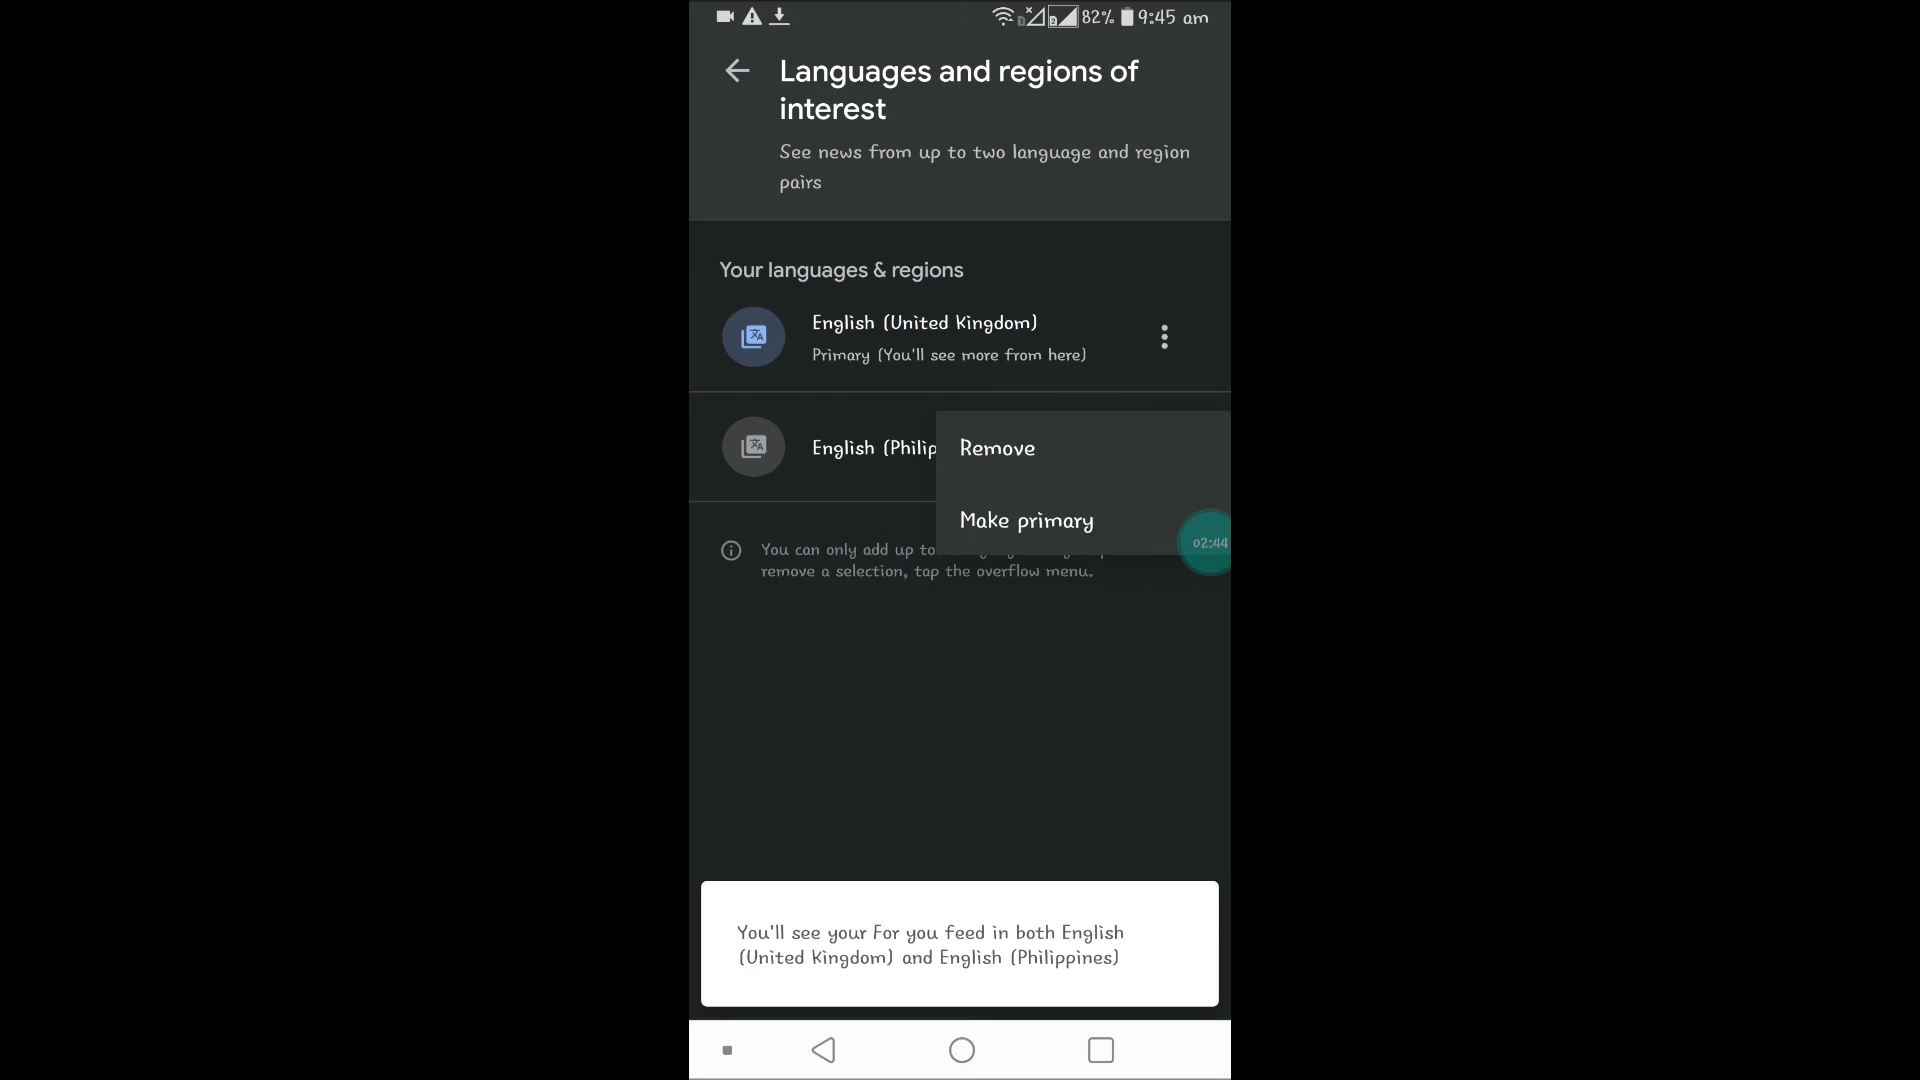 82% 9:45 am
Languages and regions of
interest
See news from up to two language and region
pairs
Your languages & regions
English (United Kingdom)
Primary (You'll see more from here)
English (Philip
Remove
Make primary
02:44
You can only add up to
remove a selection, tap the overflow menu.
You'll see your For you feed in both English
(United Kingdom) and English (Philippines)